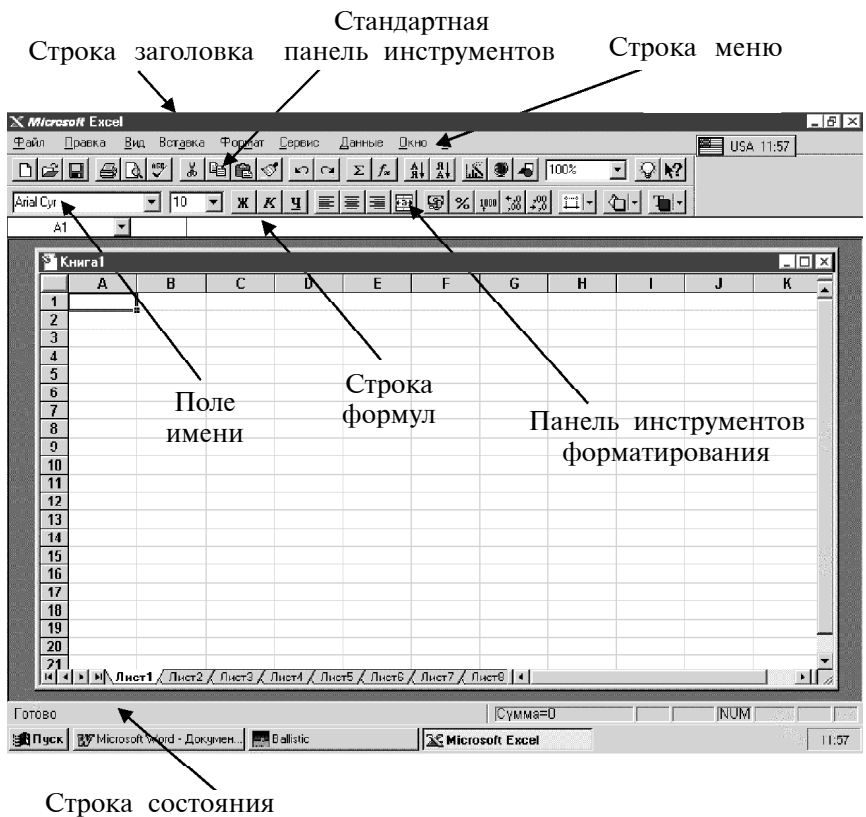 Стандартная
Строка заголовка панель инструментов Строка меню
Microsoft Excel
Файл Правка Вид Вставка Формат Сервис Данные Окно ?
USA 11:57
100%
Arial Cyr 10 Ж К Ч % 
A1
Книга1
A B C D E F G H I J K
1
2
3
4
5
6
7
8
9
10
11
12
13
14
15
16
17
18
19
20
21
Поле
имени
Строка
формул
Панель инструментов
форматирования
Лист1 Лист2 Лист3 Лист4 Лист5 Лист6 Лист7 Лист8
Готово Сумма=0 NUM
Пуск Microsoft Word - Докумен... Ballistic Microsoft Excel 11:57
Строка состояния